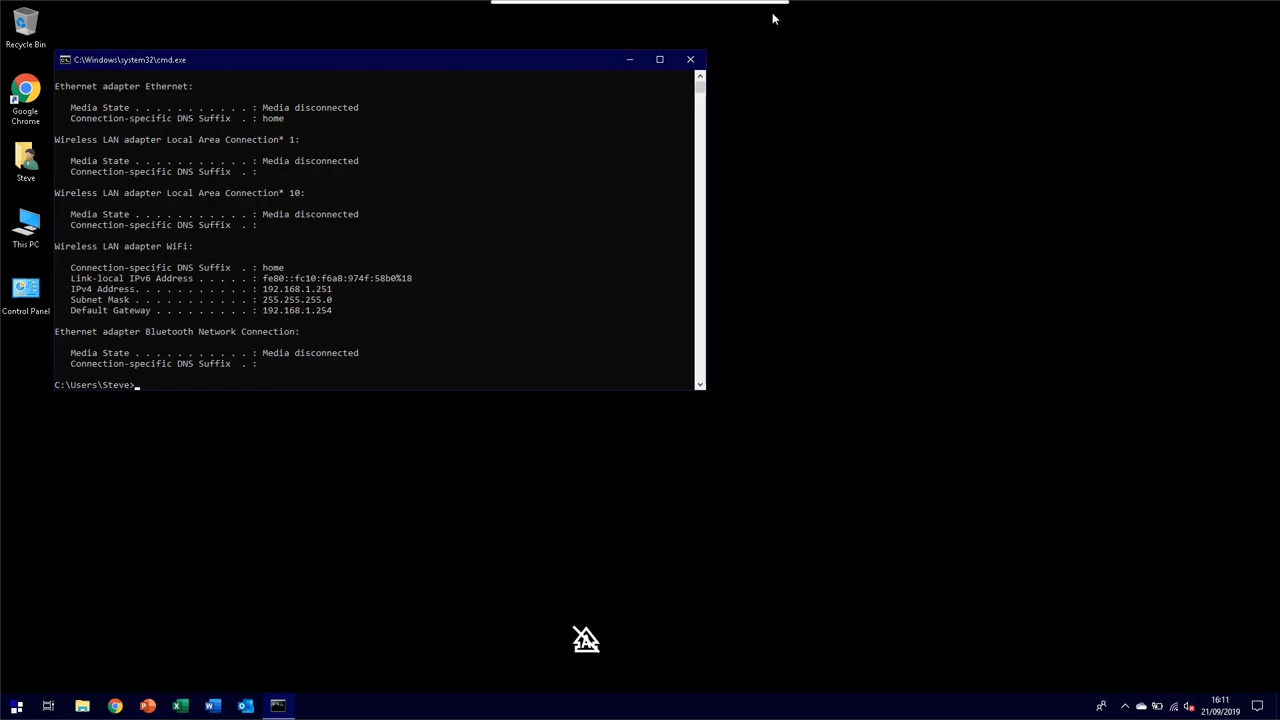 Recycle Bin
Google
Chrome
Steve
This PC
Control Panel
C:\Windows\system32\cmd.exe
Ethernet adapter Ethernet:
Media State . . . . . . . . . . . : Media disconnected
Connection-specific DNS Suffix . : home
Wireless LAN adapter Local Area Connection* 1:
Media State . . . . . . . . . . . : Media disconnected
Connection-specific DNS Suffix . :
Wireless LAN adapter Local Area Connection* 10:
Media State . . . . . . . . . . . : Media disconnected
Connection-specific DNS Suffix . :
Wireless LAN adapter WiFi:
Connection-specific DNS Suffix . : home
Link-local IPv6 Address . . . . . : fe80::fc10:f6a8:974f:58b0%18
IPv4 Address. . . . . . . . . . . : 192.168.1.251
Subnet Mask . . . . . . . . . . . : 255.255.255.0
Default Gateway . . . . . . . . . : 192.168.1.254
Ethernet adapter Bluetooth Network Connection:
Media State . . . . . . . . . . . : Media disconnected
Connection-specific DNS Suffix . :
C:\Users\Steve>
A
16:11
21/09/2019